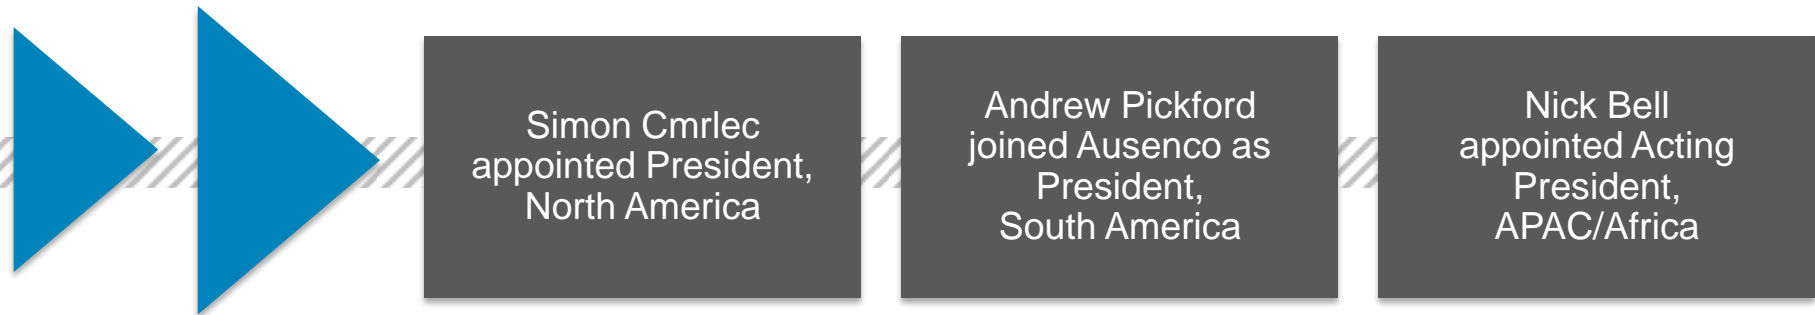 Simon Cmrlec
appointed President,
North America
Andrew Pickford
joined Ausenco as
President,
South America
Nick Bell
appointed Acting
President,
APAC/Africa